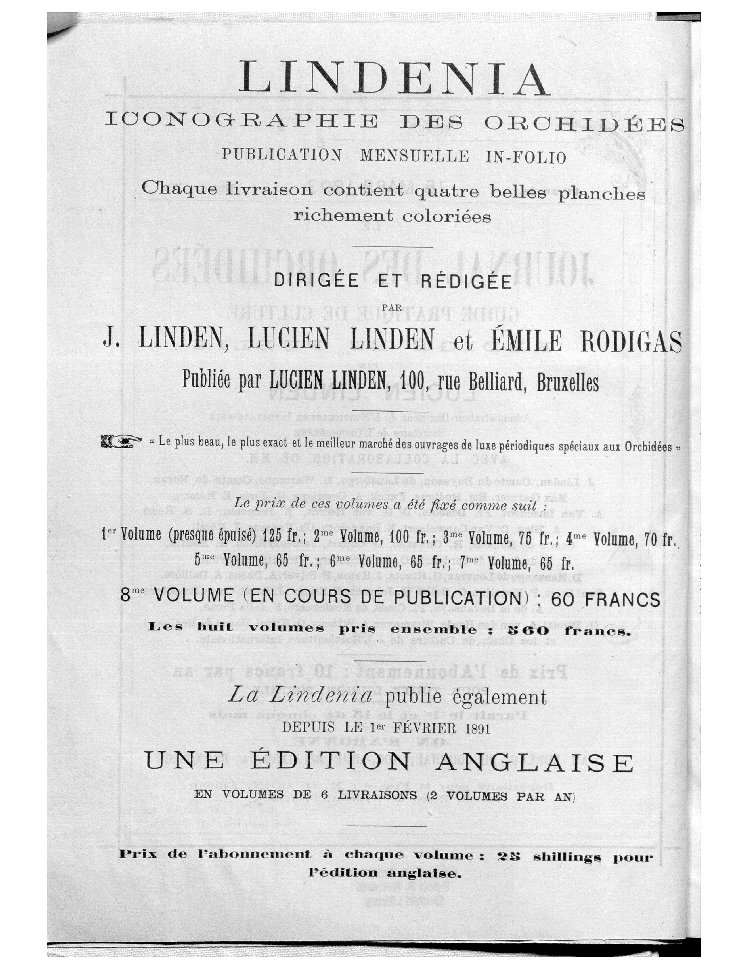 LINDENIA
ICONOGRAPHIE DES ORCHIDÉES
PUBLICATION MENSUELLE IN-FOLIO
Chaque livraison contient quatre belles planches
richement coloriées
DIRIGÉE ET RÉDIGÉE
PAR
J. LINDEN, LUCIEN LINDEN et ÉMILE RODIGAS
Publiée par LUCIEN LINDEN, 100, rue Belliard, Bruxelles
« Le plus beau, le plus exact et le meilleur marché des ouvrages de luxe périodiques spéciaux aux Orchidées »
Le prix de ces volumes a été fixé comme suit :
1er Volume (presque épuisé) 125 fr.; 2me Volume, 100 fr.; 3me Volume, 75 fr.; 4me Volume, 70 fr.
5me Volume, 65 fr.; 6me Volume, 65 fr.; 7me Volume, 65 fr.
8me VOLUME (EN COURS DE PUBLICATION) : 60 FRANCS
Les huit volumes pris ensemble : 560 francs.
La Lindenia publie également
DEPUIS LE 1er FÉVRIER 1891
UNE ÉDITION ANGLAISE
EN VOLUMES DE 6 LIVRAISONS (2 VOLUMES PAR AN)
Prix de l'abonnement à chaque volume : 25 shillings pour
l'édition anglaise.